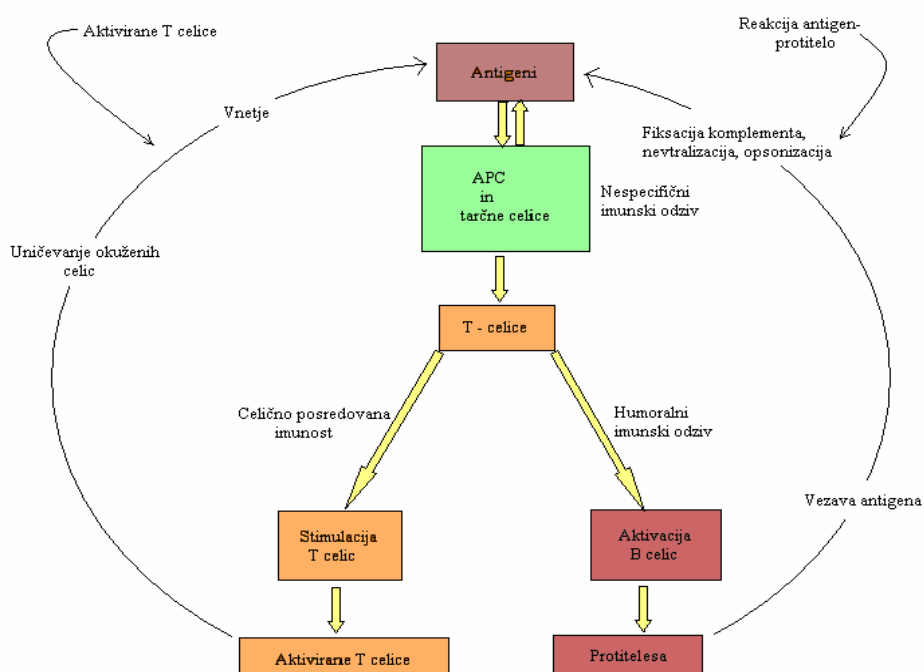 Aktivirane T celice
Reakcija antigen-
protitelo
Antigeni
Vnetje
Fiksacija komplementa,
nevtralizacija, opsonizacija
APC
in
tarčne celice
Nespecifični
imunski odziv
Uničevanje okuženih
celic
T - celice
Celično posredovana
imunost
Humoralni
imunski odziv
Vezava antigena
Stimulacija
T celic
Aktivacija
B celic
Aktivirane T celice
Protitelesa